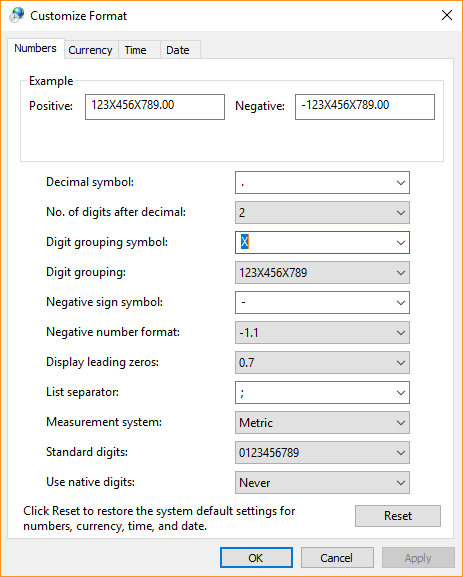 Customize Format
Numbers Currency Time Date
Example
Positive: 123X456X789.00 Negative: -123X456X789.00
Decimal symbol: .
No. of digits after decimal: 2
Digit grouping symbol: X
Digit grouping: 123X456X789
Negative sign symbol: -
Negative number format: -1.1
Display leading zeros: 0.7
List separator: ;
Measurement system: Metric
Standard digits: 0123456789
Use native digits: Never
Click Reset to restore the system default settings for
numbers, currency, time, and date.
Reset
OK Cancel Apply